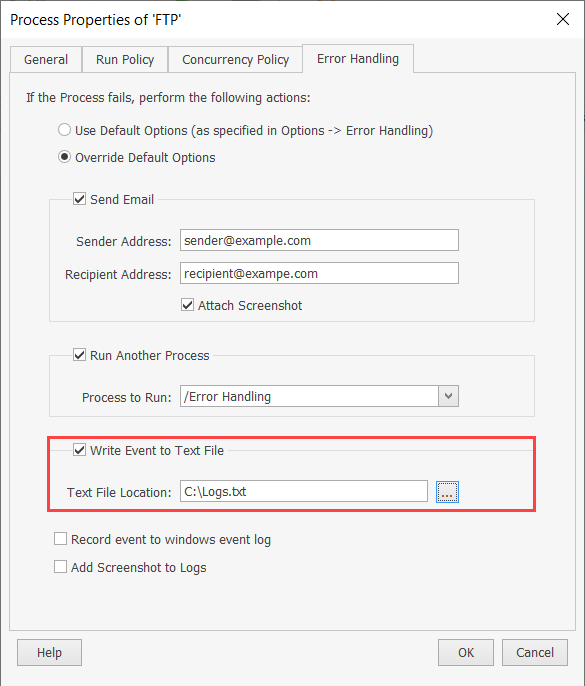 Process Properties of 'FTP'
General Run Policy Concurrency Policy Error Handling
If the Process fails, perform the following actions:
Use Default Options (as specified in Options -> Error Handling)
Override Default Options
Send Email
Sender Address: sender@example.com
Recipient Address: recipient@exampe.com
Attach Screenshot
Run Another Process
Process to Run: /Error Handling
Write Event to Text File
Text File Location: C:\Logs.txt ...
Record event to windows event log
Add Screenshot to Logs
Help OK Cancel